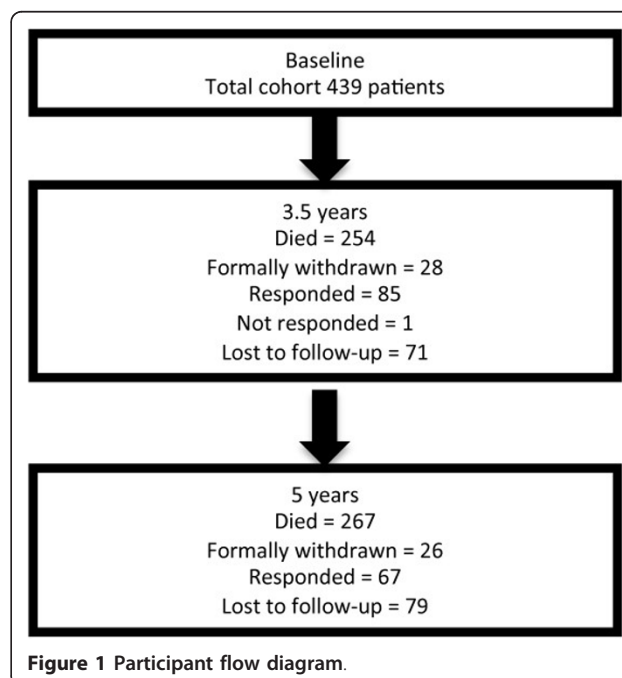 Baseline
Total cohort 439 patients
3.5 years
Died = 254
Formally withdrawn = 28
Responded = 85
Not responded = 1
Lost to follow-up = 71
5 years
Died = 267
Formally withdrawn = 26
Responded = 67
Lost to follow-up = 79
Figure 1 Participant flow diagram.